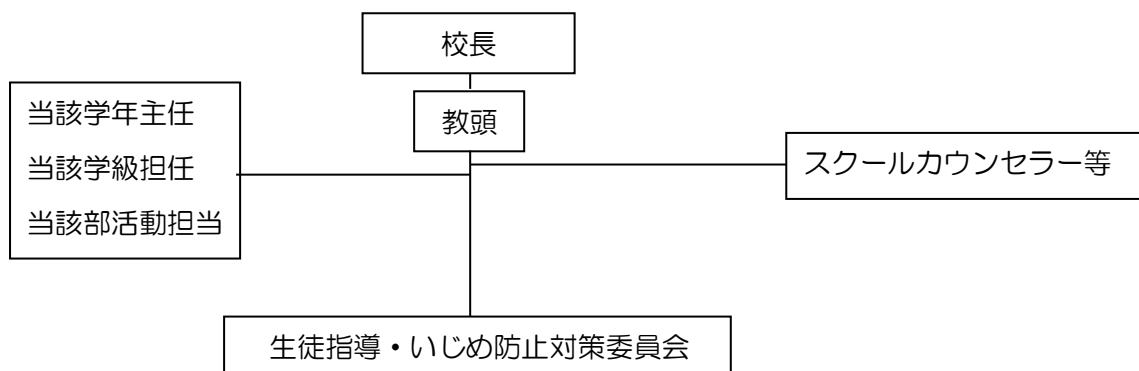 校長
教頭
当該学年主任
当該学級担任
当該部活動担当
スクールカウンセラー等
生徒指導・いじめ防止対策委員会